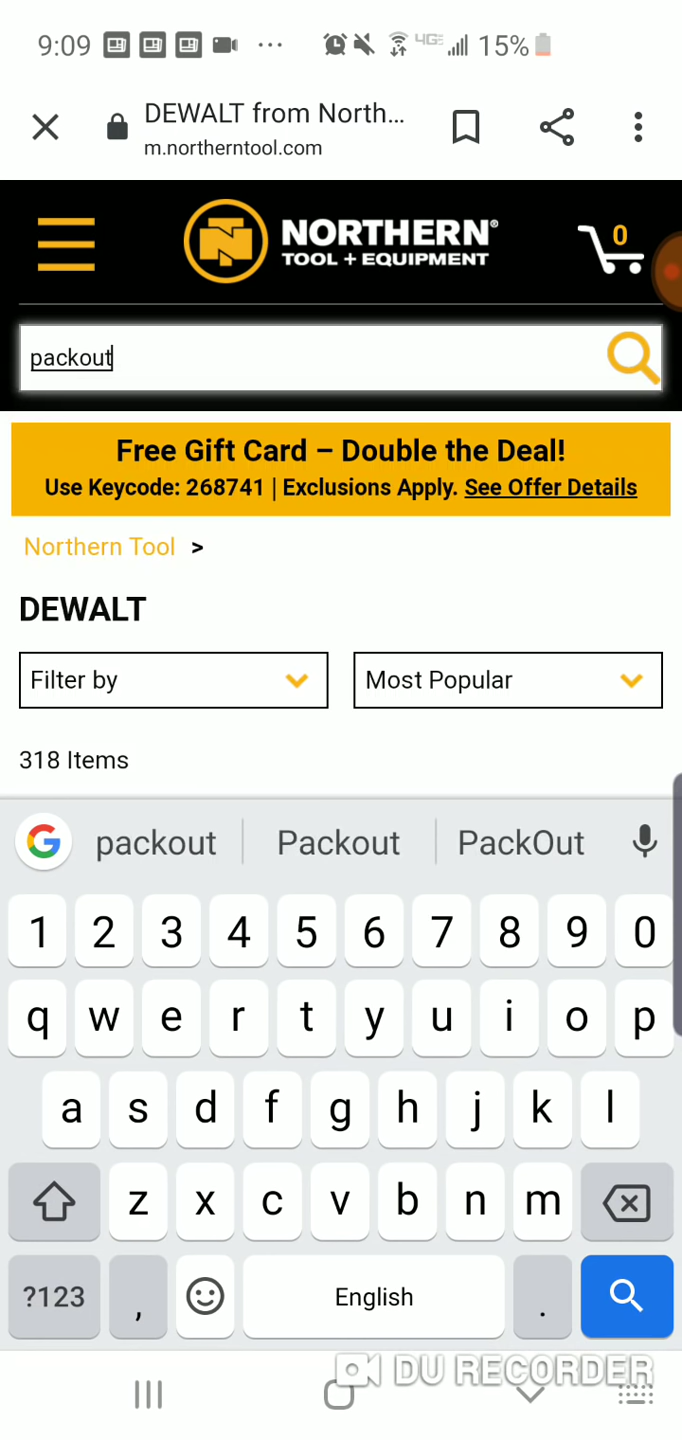 9:09 4GE 15%
DEWALT from North...
m.northerntool.com
NORTHERN®
TOOL + EQUIPMENT
0
packout
Free Gift Card – Double the Deal!
Use Keycode: 268741 | Exclusions Apply. See Offer Details
Northern Tool >
DEWALT
Filter by
Most Popular
318 Items
G packout Packout PackOut
1 2 3 4 5 6 7 8 9 0
q w e r t y u i o p
a s d f g h j k l
z x c v b n m
?123 , English .
DU RECORDER